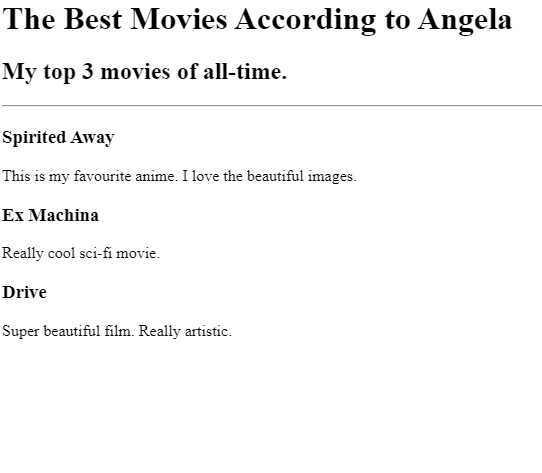 The Best Movies According to Angela
My top 3 movies of all-time.
Spirited Away
This is my favourite anime. I love the beautiful images.
Ex Machina
Really cool sci-fi movie.
Drive
Super beautiful film. Really artistic.